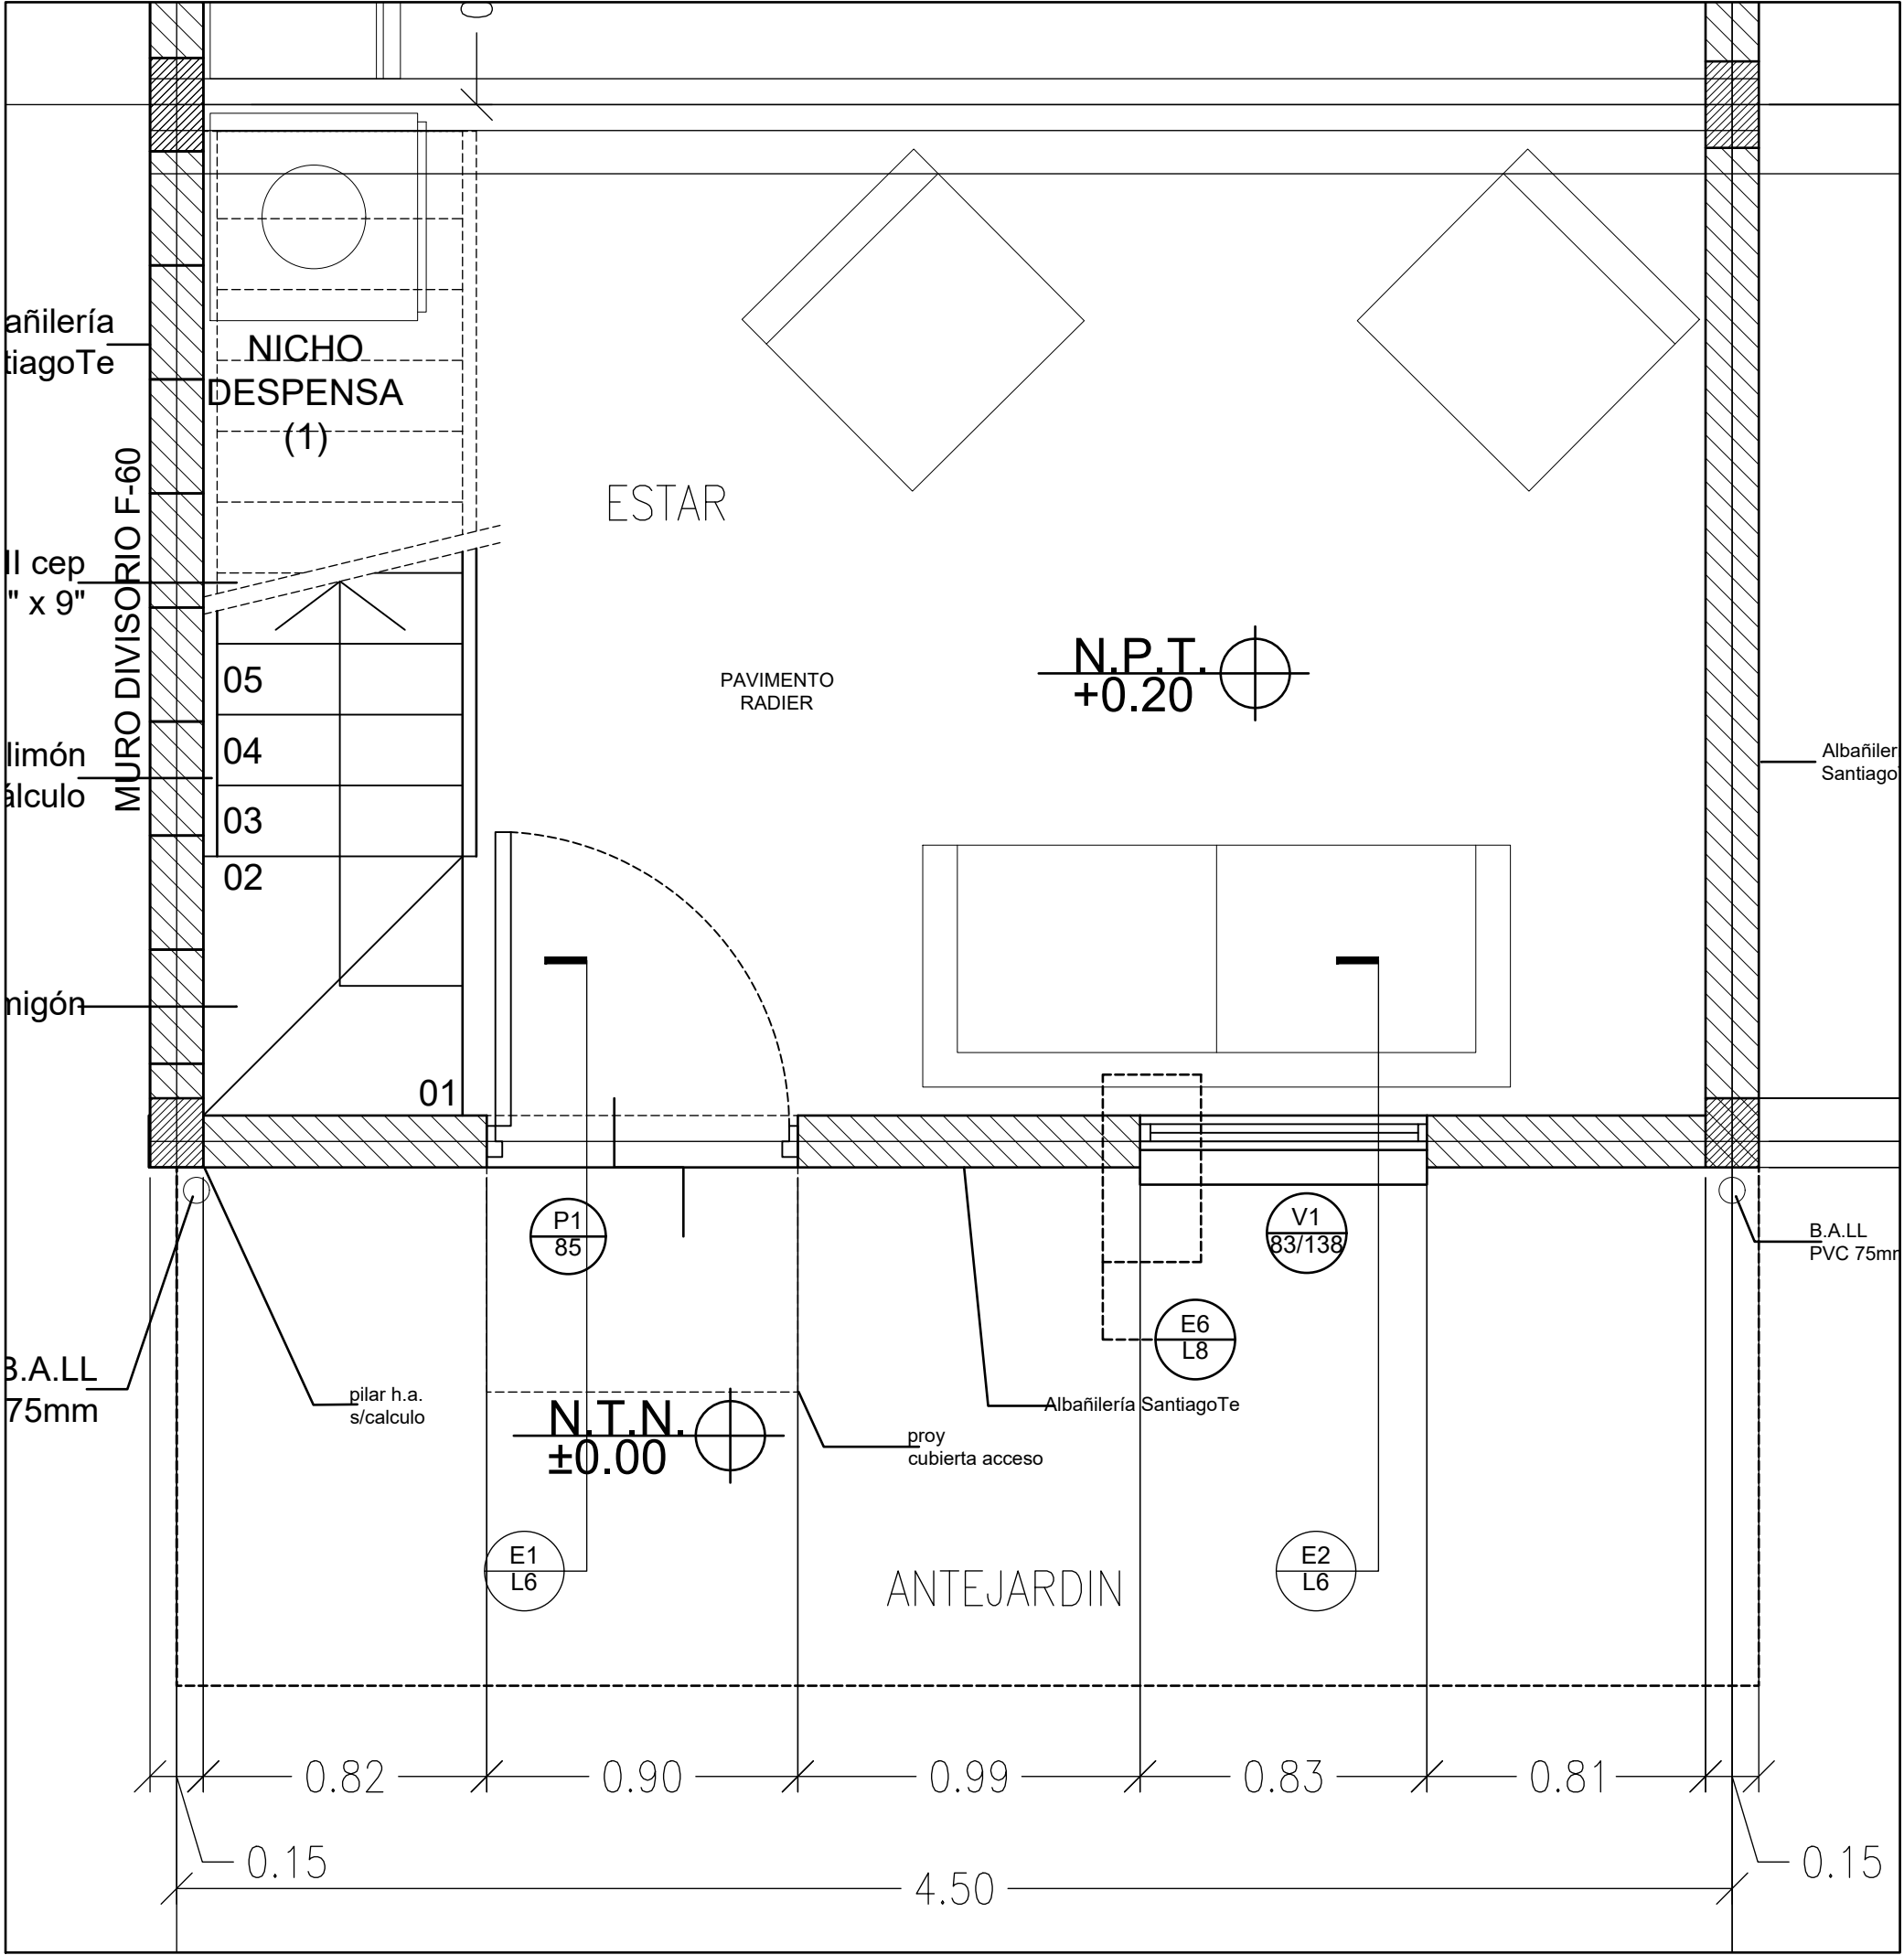 añilería
tiagoTe
NICHO
DESPENSA
(1)
MURO DIVISORIO F-60
ESTAR
cep
" x 9"
05
04
03
02
01
PAVIMENTO
RADIER
N.P.T.
+0.20
limón
álculo
Albañiler
Santiago
migón
P1
85
V1
83/138
B.A.LL
PVC 75mm
E6
L8
B.A.LL
75mm
pilar h.a.
s/calculo
N.T.N.
±0.00
proy
cubierta acceso
Albañilería SantiagoTe
E1
L6
E2
L6
ANTEJARDIN
0.82
0.90
0.99
0.83
0.81
0.15
0.15
4.50